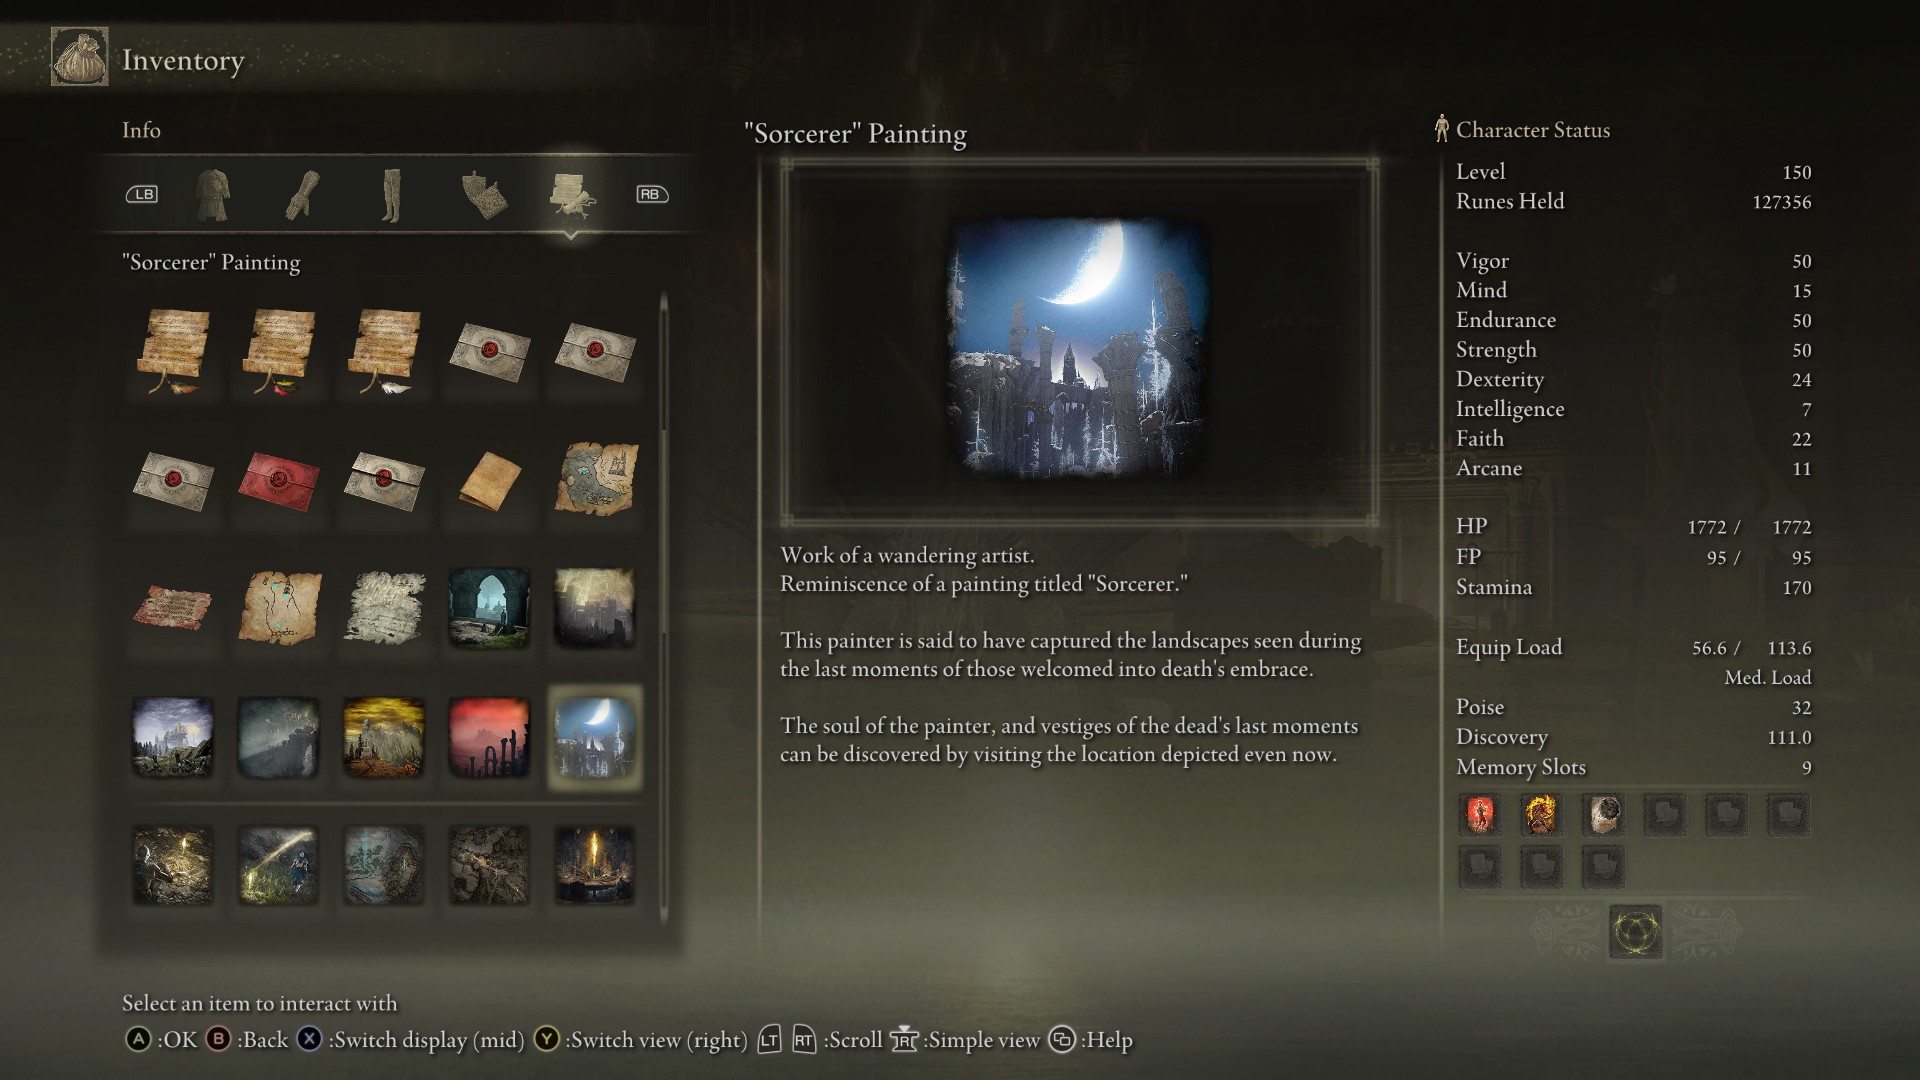 Inventory
Info
LB
RB
"Sorcerer" Painting
"Sorcerer" Painting
Work of a wandering artist.
Reminiscence of a painting titled "Sorcerer."
This painter is said to have captured the landscapes seen during
the last moments of those welcomed into death's embrace.
The soul of the painter, and vestiges of the dead's last moments
can be discovered by visiting the location depicted even now.
Character Status
Level 150
Runes Held 127356
Vigor 50
Mind 15
Endurance 50
Strength 50
Dexterity 24
Intelligence 7
Faith 22
Arcane 11
HP 1772 / 1772
FP 95 / 95
Stamina 170
Equip Load 56.6 / 113.6
Med. Load
Poise 32
Discovery 111.0
Memory Slots 9
Select an item to interact with
A :OK B :Back X :Switch display (mid) Y :Switch view (right) LT RT :Scroll R :Simple view :Help